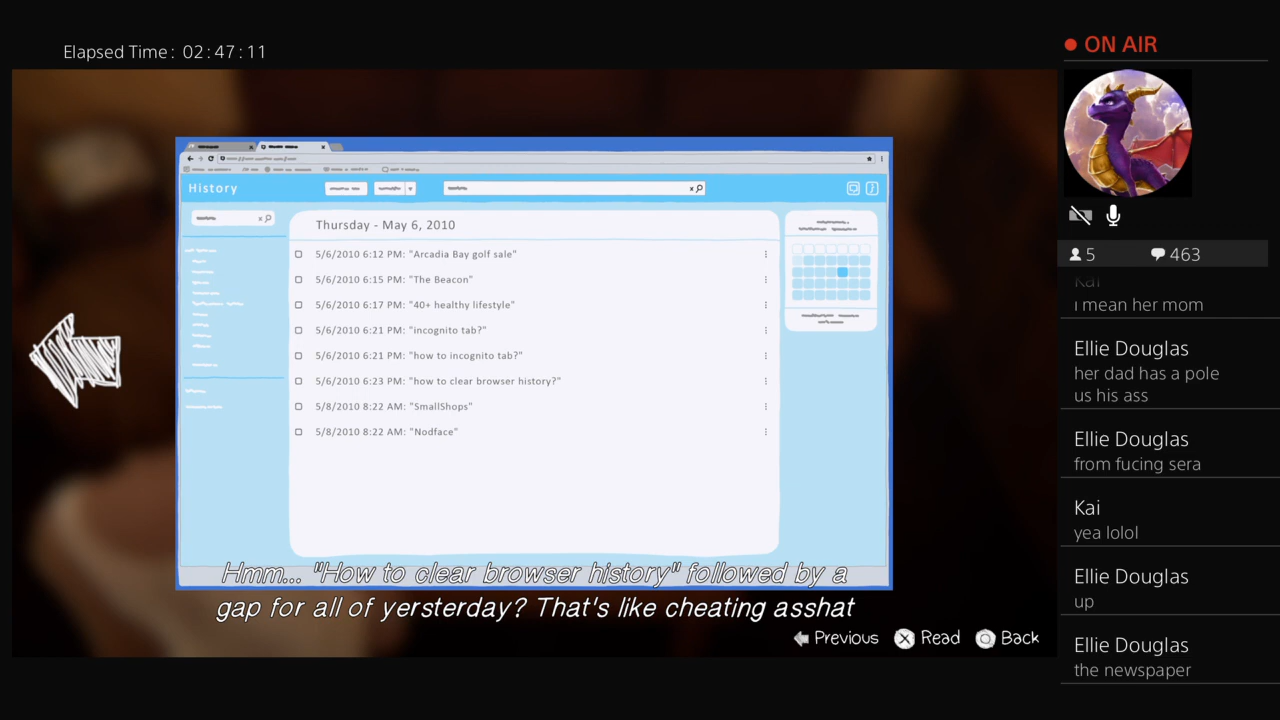 Elapsed Time: 02:47:11
ON AIR
5
463
Kai
i mean her mom
Ellie Douglas
her dad has a pole
us his ass
Ellie Douglas
from fucing sera
Kai
yea lolol
Ellie Douglas
up
Ellie Douglas
the newspaper
History
Thursday - May 6, 2010
5/6/2010 6:12 PM: "Arcadia Bay golf sale"
5/6/2010 6:15 PM: "The Beacon"
5/6/2010 6:17 PM: "40+ healthy lifestyle"
5/6/2010 6:21 PM: "incognito tab?"
5/6/2010 6:21 PM: "how to incognito tab?"
5/6/2010 6:23 PM: "how to clear browser history?"
5/8/2010 8:22 AM: "SmallShops"
5/8/2010 8:22 AM: "Nodface"
Hmm... "How to clear browser history" followed by a
gap for all of yersterday? That's like cheating asshat
Previous
Read
Back